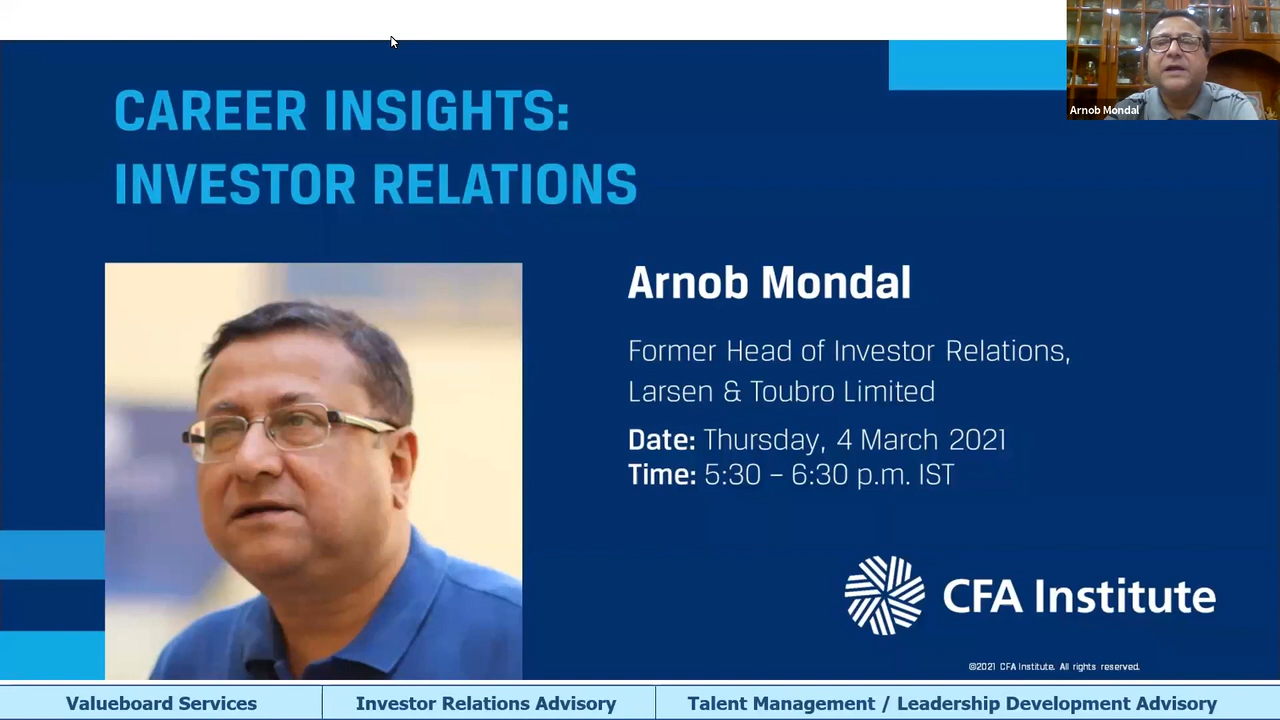 Arnob Mondal
CAREER INSIGHTS:
INVESTOR RELATIONS
Arnob Mondal
Former Head of Investor Relations,
Larsen & Toubro Limited
Date: Thursday, 4 March 2021
Time: 5:30 – 6:30 p.m. IST
CFA Institute
©2021 CFA Institute. All rights reserved.
Valueboard Services
Investor Relations Advisory
Talent Management / Leadership Development Advisory